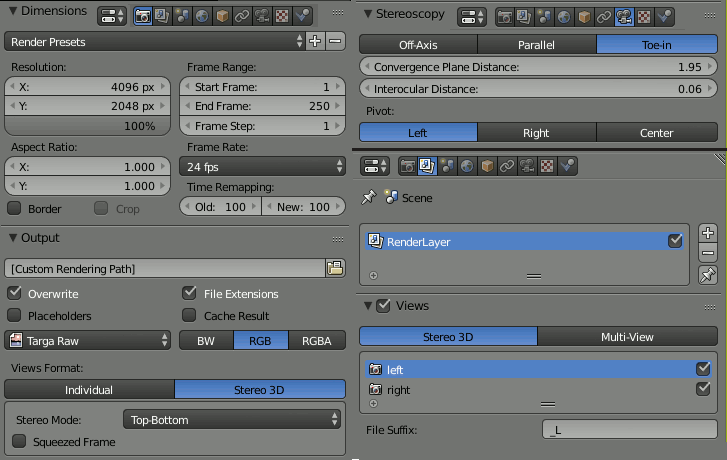 Dimensions
Render Presets
Resolution:
X: 4096 px
Y: 2048 px
100%
Aspect Ratio:
X: 1.000
Y: 1.000
Border
Crop
Frame Range:
Start Frame: 1
End Frame: 250
Frame Step: 1
Frame Rate:
24 fps
Time Remapping:
Old: 100
New: 100
Output
[Custom Rendering Path]
Overwrite
File Extensions
Placeholders
Cache Result
Targa Raw
BW
RGB
RGBA
Views Format:
Individual
Stereo 3D
Stereo Mode:
Top-Bottom
Squeezed Frame
Stereoscopy
Off-Axis
Parallel
Toe-in
Convergence Plane Distance: 1.95
Interocular Distance: 0.06
Pivot:
Left
Right
Center
Scene
RenderLayer
Views
Stereo 3D
Multi-View
left
right
File Suffix:
_L